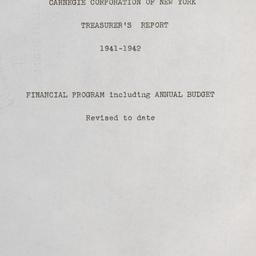 CARNEGIE CORPORATION OF NEW YORK
TREASURER'S REPORT
1941-1942
FINANCIAL PROGRAM including ANNUAL BUDGET
Revised to date